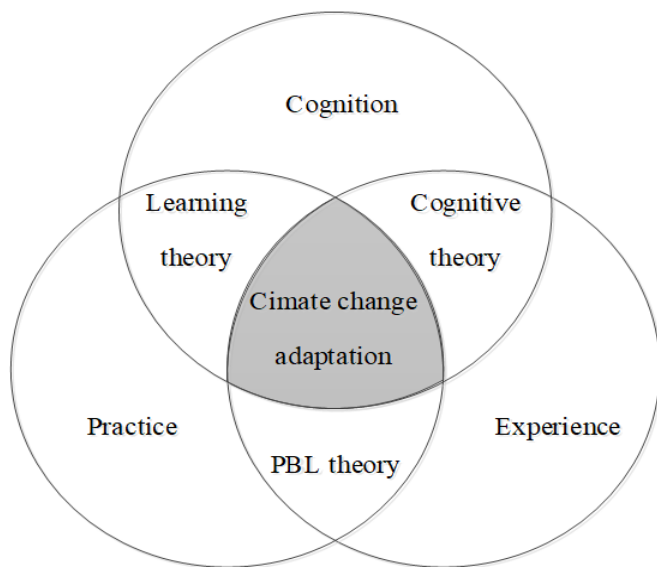 Cognition
Learning
theory
Cognitive
theory
Cimate change
adaptation
Practice
Experience
PBL theory